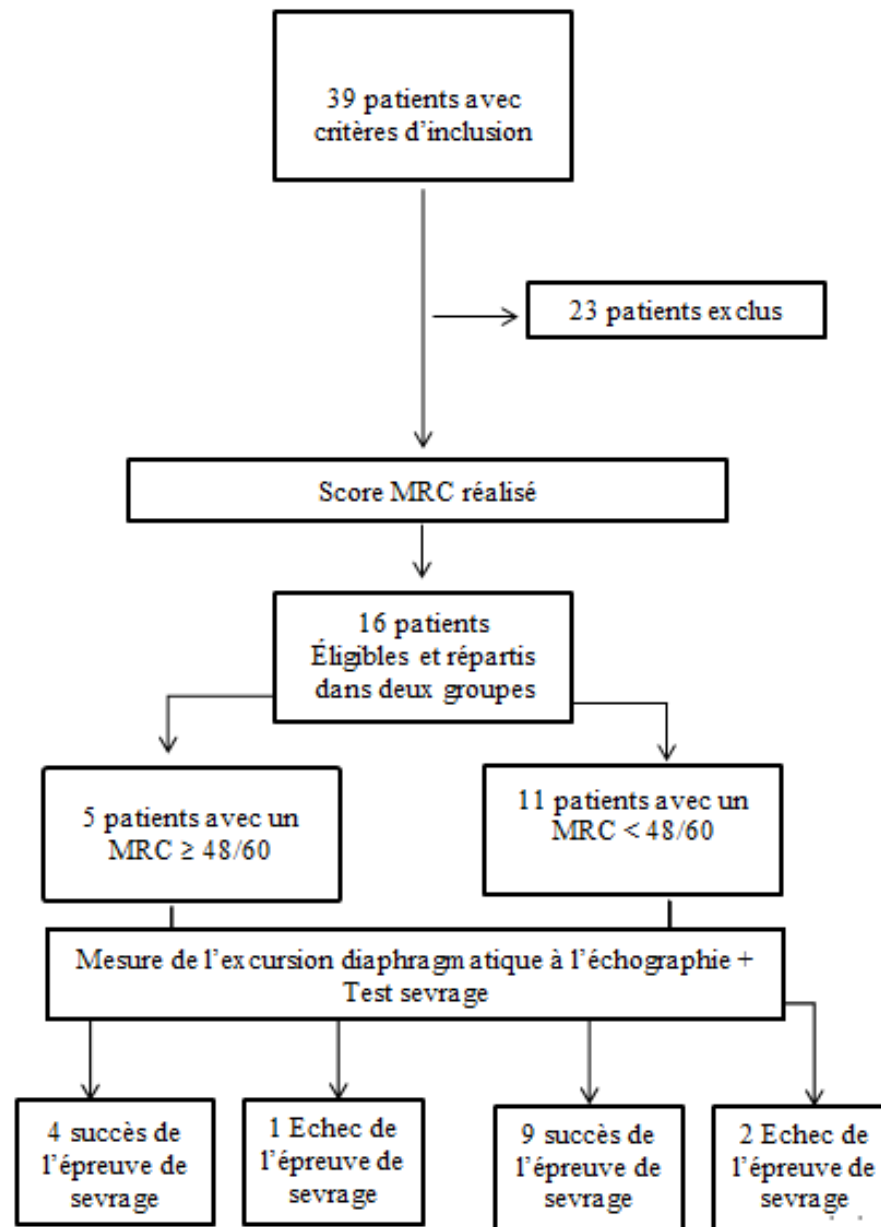 39 patients avec
critères d'inclusion
23 patients exclus
Score MRC réalisé
16 patients
Éligibles et répartis
dans deux groupes
5 patients avec un
MRC ≥ 48/60
11 patients avec un
MRC < 48/60
Mesure de l'excursion diaphragmatique à l'échographie +
Test sevrage
4 succès de
l'épreuve de
sevrage
1 Echec de
l'épreuve de
sevrage
9 succès de
l'épreuve de
sevrage
2 Echec de
l'épreuve de
sevrage